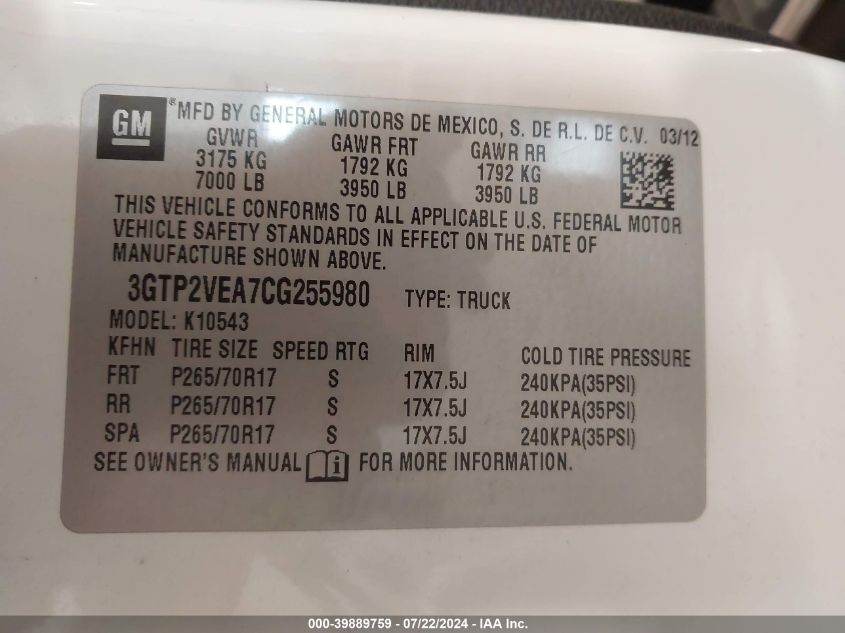 GM ®MFD BY GENERAL MOTORS DE MEXICO, S. DE R.L. DE C.V. 03/12
GVWR GAWR FRT GAWR RR
3175 KG 1792 KG 1792 KG
7000 LB 3950 LB 3950 LB
THIS VEHICLE CONFORMS TO ALL APPLICABLE U.S. FEDERAL MOTOR
VEHICLE SAFETY STANDARDS IN EFFECT ON THE DATE OF
MANUFACTURE SHOWN ABOVE.
3GTP2VEA7CG255980 TYPE: TRUCK
MODEL: K10543
KFHN TIRE SIZE SPEED RTG RIM COLD TIRE PRESSURE
FRT P265/70R17 S 17X7.5J 240KPA(35PSI)
RR P265/70R17 S 17X7.5J 240KPA(35PSI)
SPA P265/70R17 S 17X7.5J 240KPA(35PSI)
SEE OWNER'S MANUAL i FOR MORE INFORMATION.
000-39889759 / 07/22/2024 - IAA Inc.